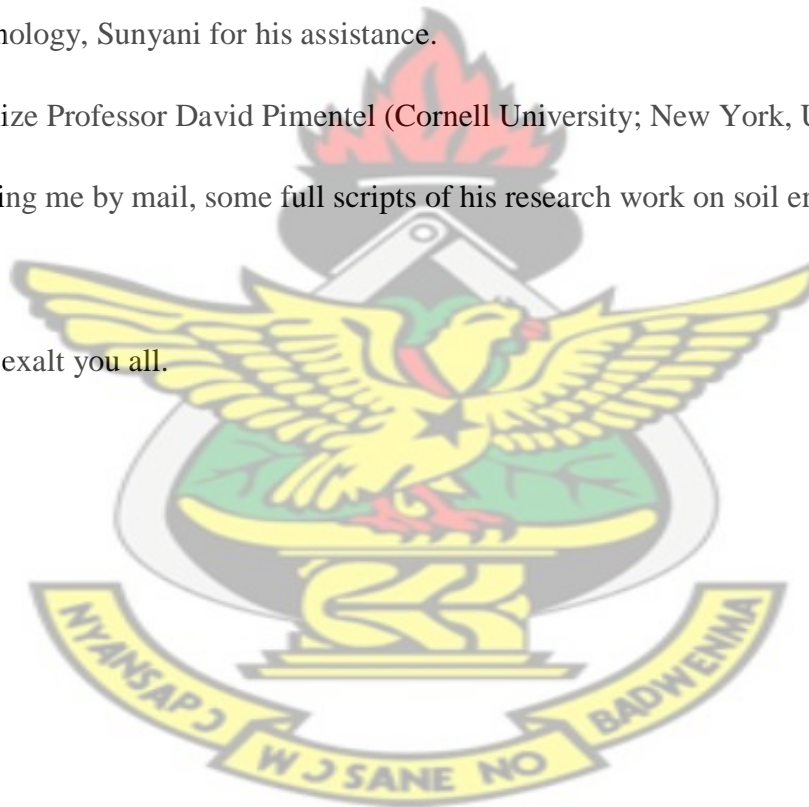 nology, Sunyani for his assistance.
ize Professor David Pimentel (Cornell University; New York, U
ing me by mail, some full scripts of his research work on soil er
exalt you all.
NYANSAPƆ WƆSANE NO BADWENMA